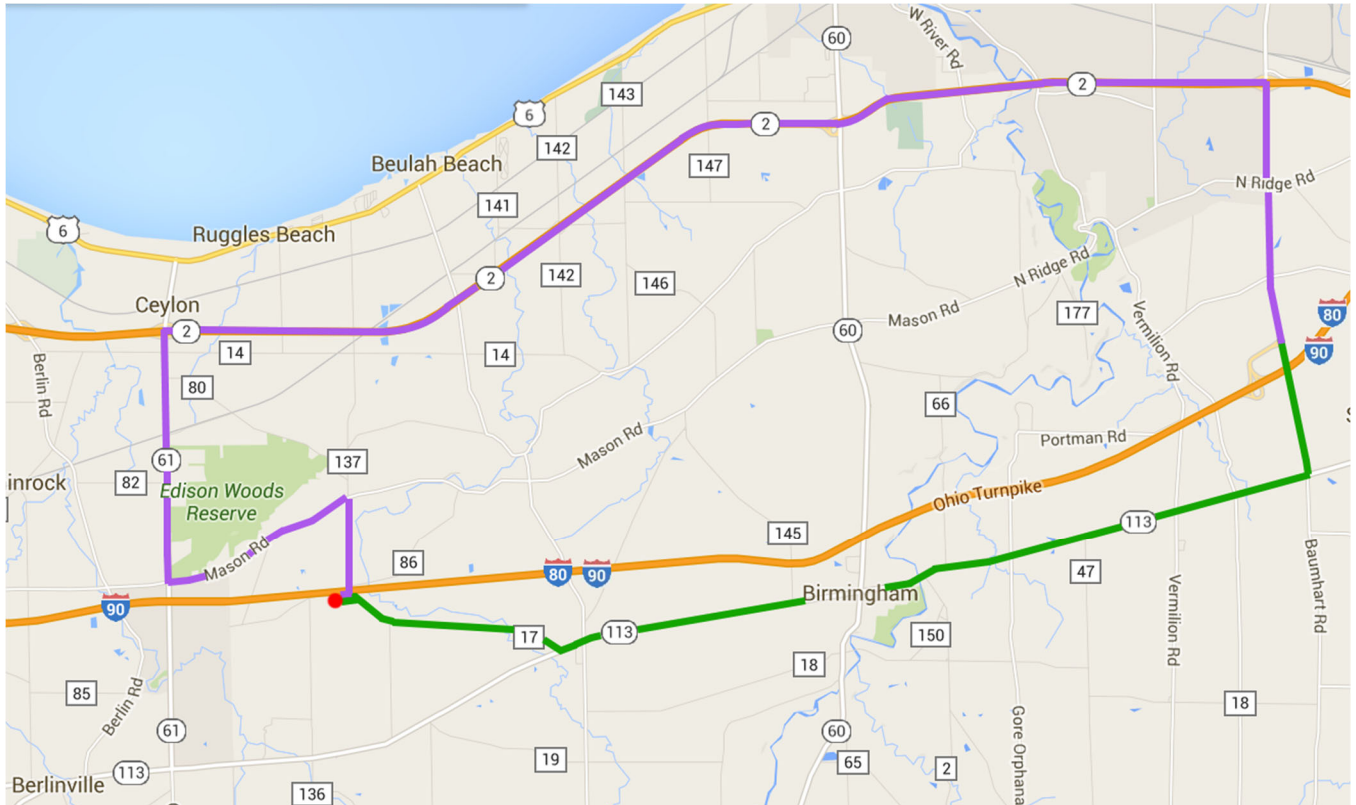 60
W River Rd
2
143
6
142
2
Beulah Beach
147
N Ridge Rd
141
6
Ruggles Beach
2
142
146
N Ridge Rd
Ceylon
2
14
14
60
Mason Rd
177
Vermilion Rd
80
90
Berlin Rd
80
66
Mason Rd
Portman Rd
61
137
inrock
82
Edison Woods
Reserve
Ohio Turnpike
113
145
Mason Rd
86
80
90
47
90
Birmingham
Baumhart Rd
17
113
150
Vermilion Rd
18
85
Berlin Rd
18
61
60
Gore Orphana
19
65
2
113
Berlinville
136